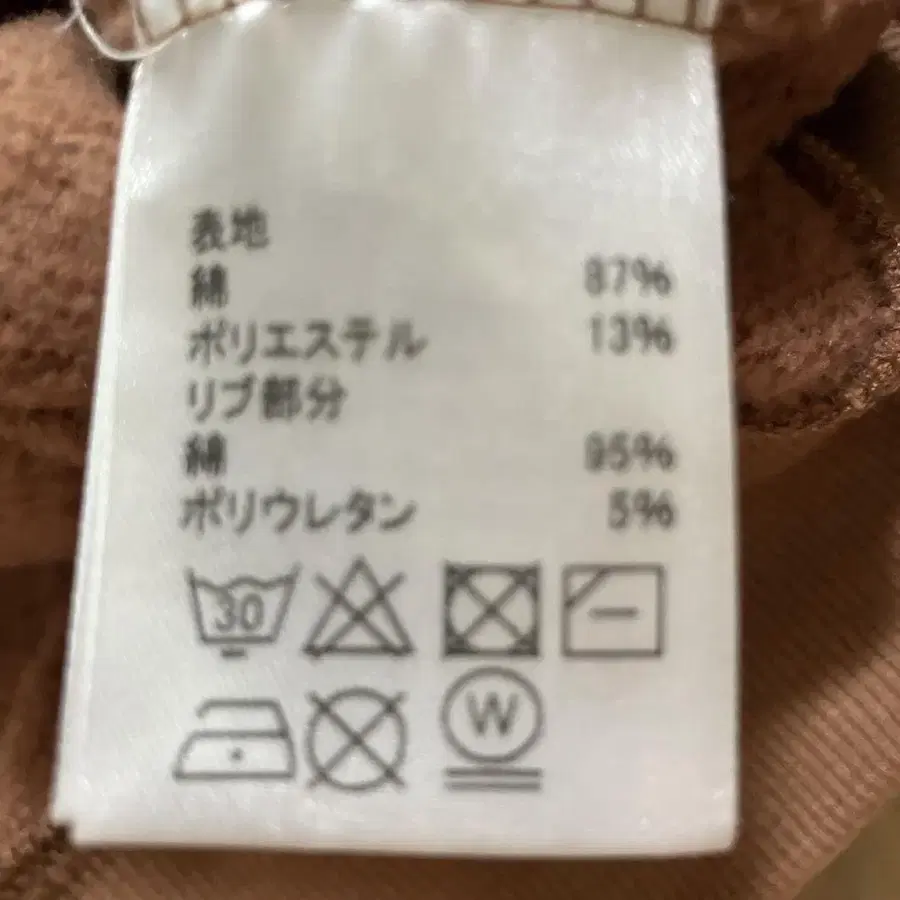 表地
綿 87%
ポリエステル 13%
リブ部分
綿 95%
ポリウレタン 5%
30
W